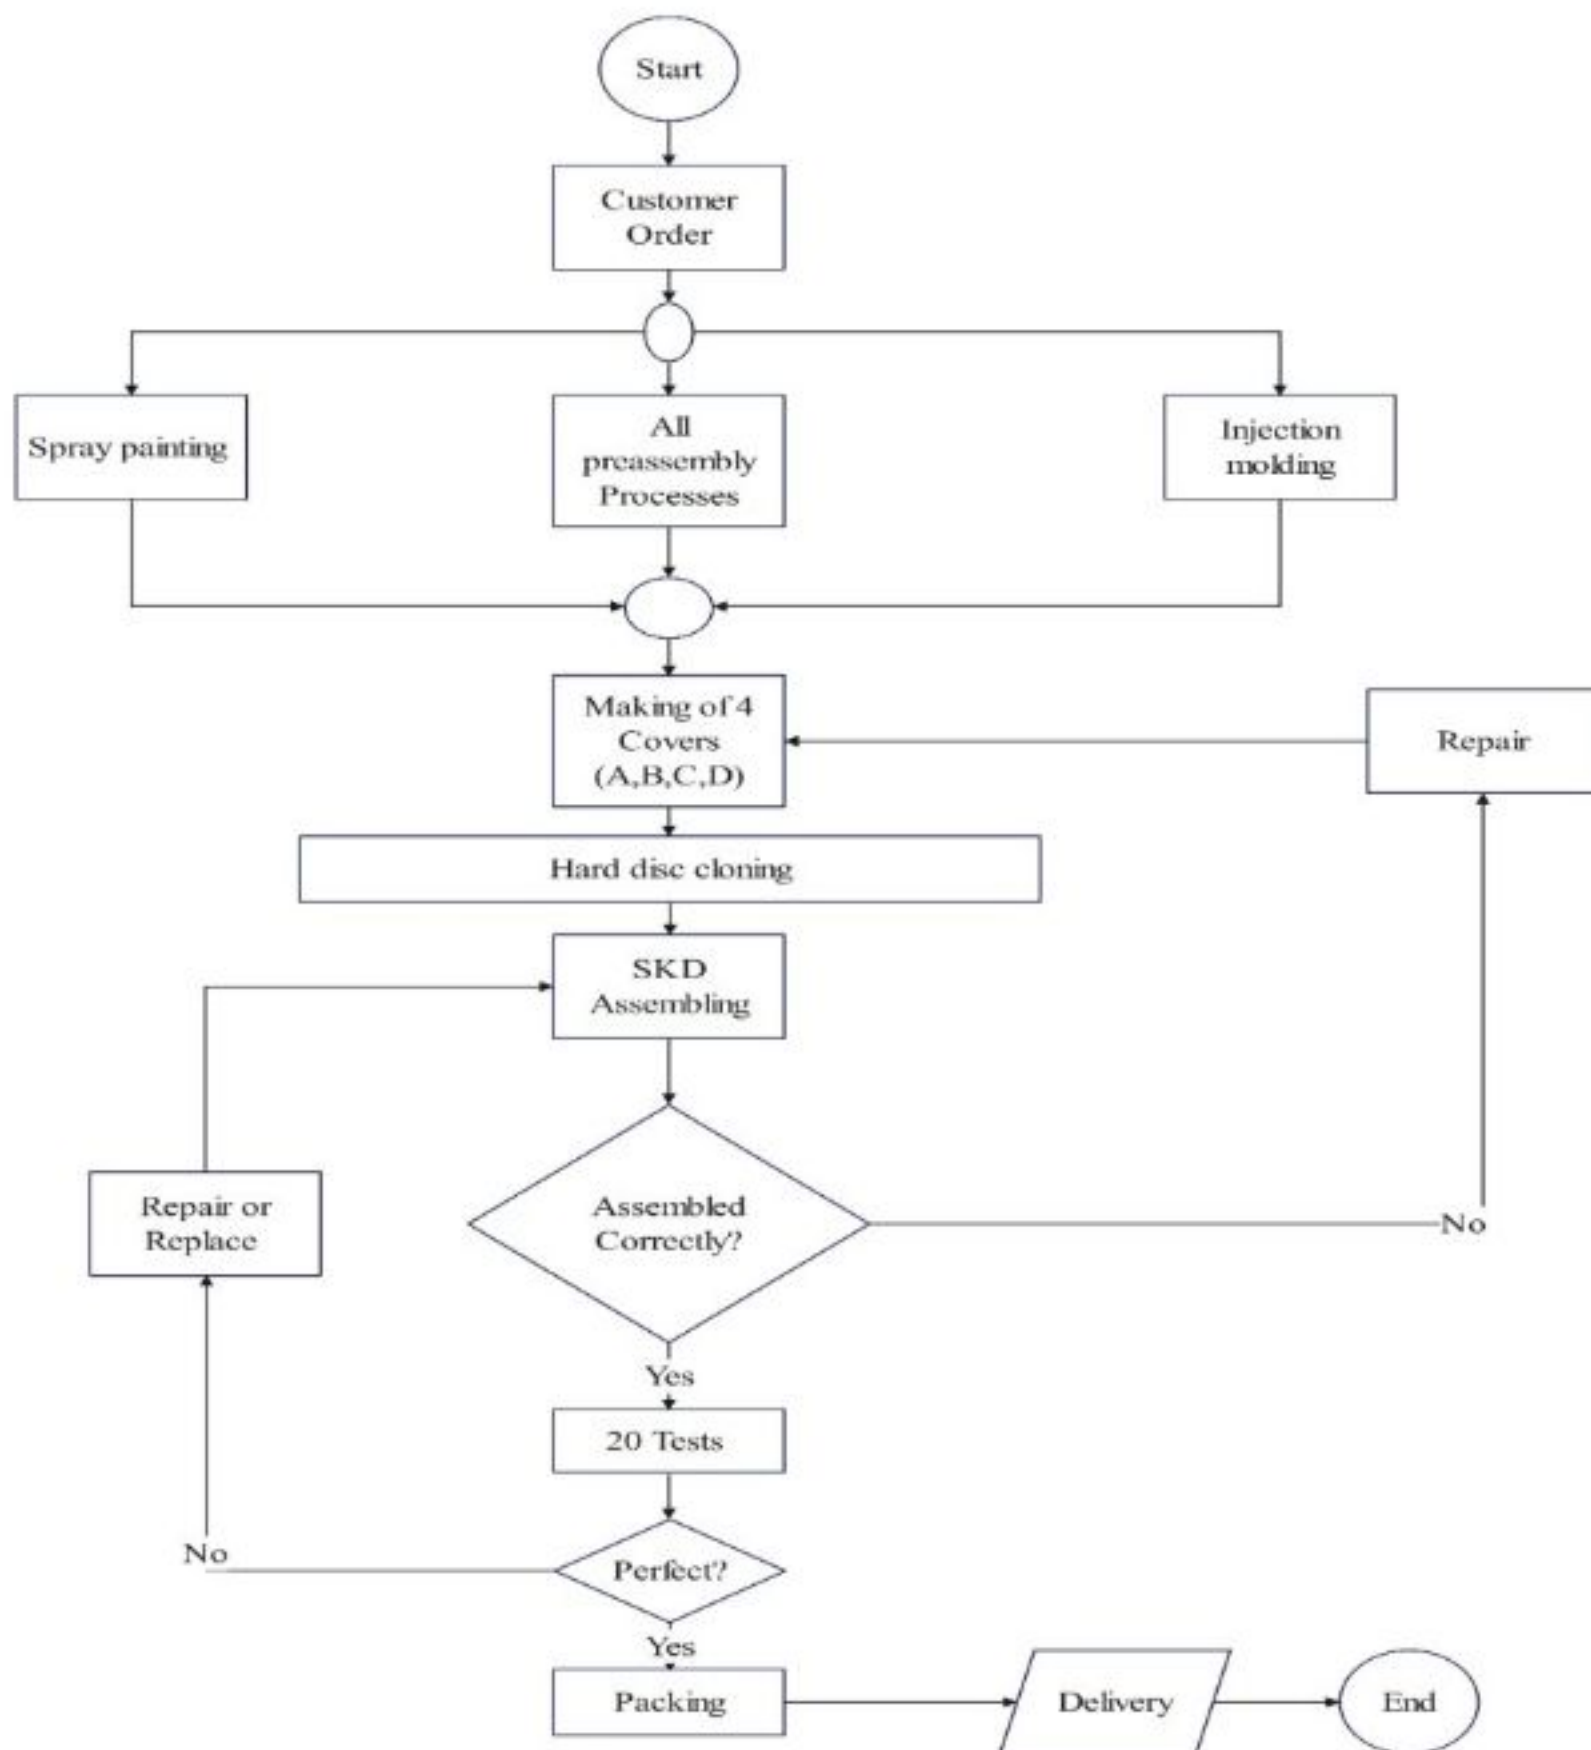 Start
Customer
Order
Spray painting
All
preassembly
Processes
Injection
molding
Making of 4
Covers
(A,B,C,D)
Repair
Hard disc cloning
SKD
Assembling
Repair or
Replace
Assembled
Correctly?
No
Yes
20 Tests
No
Perfect?
Yes
Packing
Delivery
End